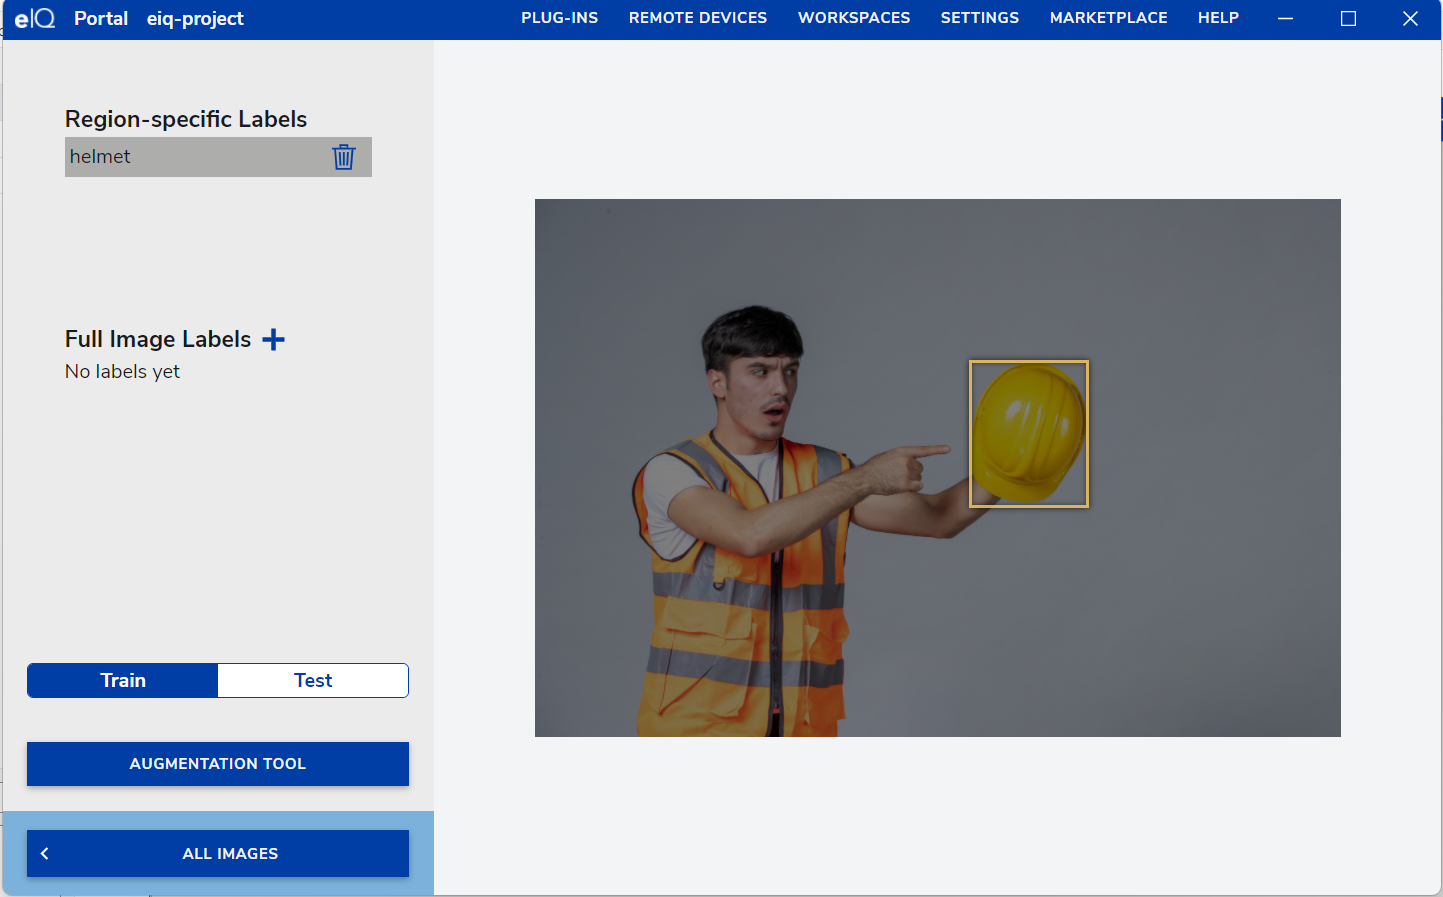 eIQ Portal eiq-project PLUG-INS REMOTE DEVICES WORKSPACES SETTINGS MARKETPLACE HELP
Region-specific Labels
helmet
Full Image Labels
No labels yet
Train Test
AUGMENTATION TOOL
ALL IMAGES